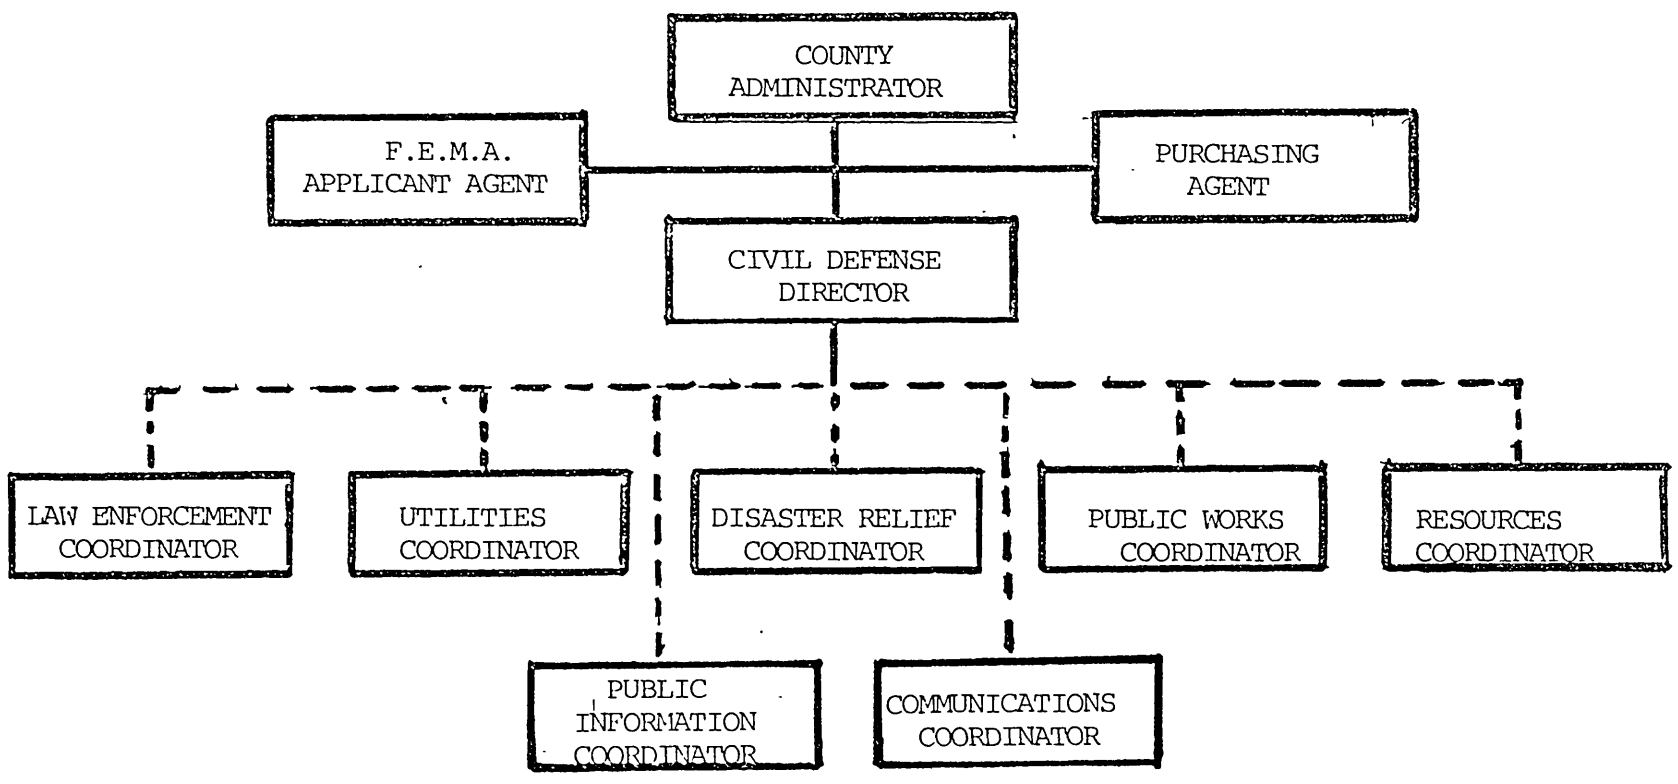 COUNTY
ADMINISTRATOR
F.E.M.A.
APPLICANT AGENT
PURCHASING
AGENT
CIVIL DEFENSE
DIRECTOR
LAW ENFORCEMENT
COORDINATOR
UTILITIES
COORDINATOR
DISASTER RELIEF
COORDINATOR
PUBLIC WORKS
COORDINATOR
RESOURCES
COORDINATOR
PUBLIC
INFORMATION
COORDINATOR
COMMUNICATIONS
COORDINATOR